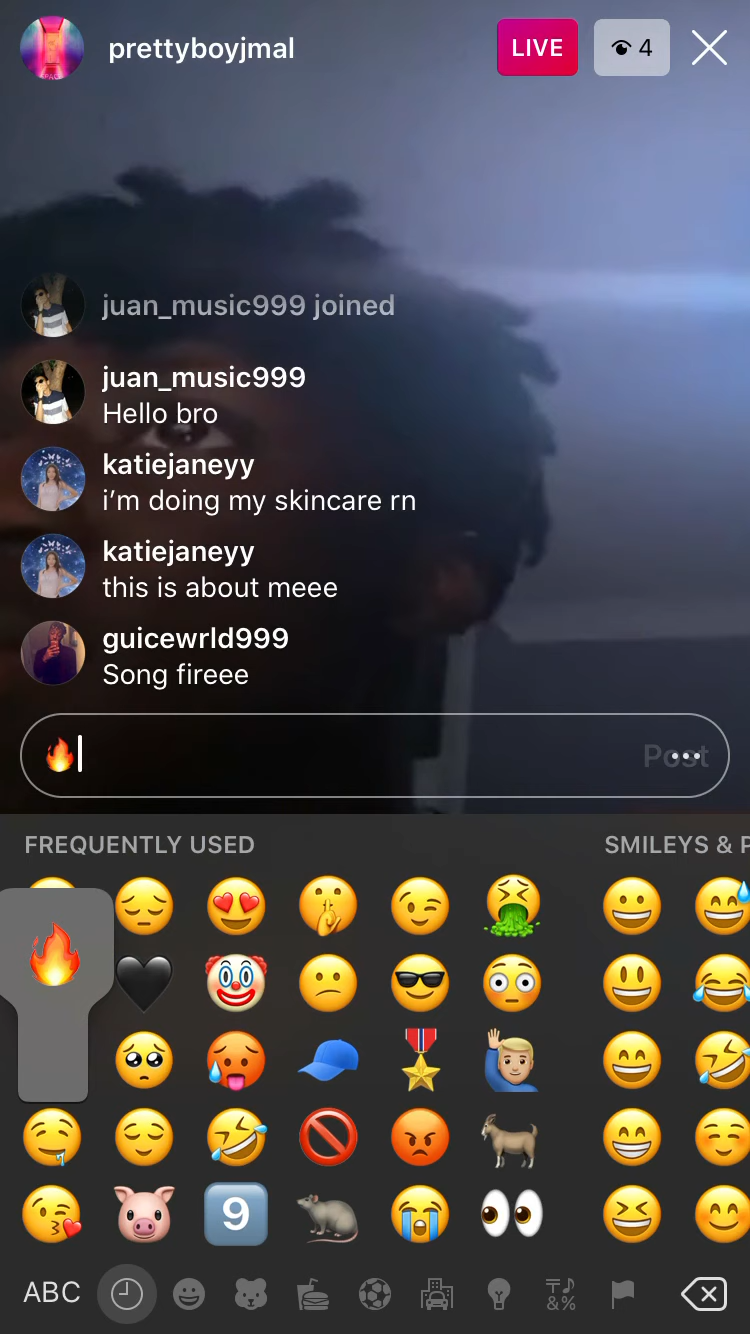 prettyboyjmal
LIVE
4
juan_music999 joined
juan_music999
Hello bro
katiejaneyy
i’m doing my skincare rn
katiejaneyy
this is about meee
guicewrld999
Song fireee
🔥
Post
FREQUENTLY USED
SMILEYS & P
9
ABC
&%